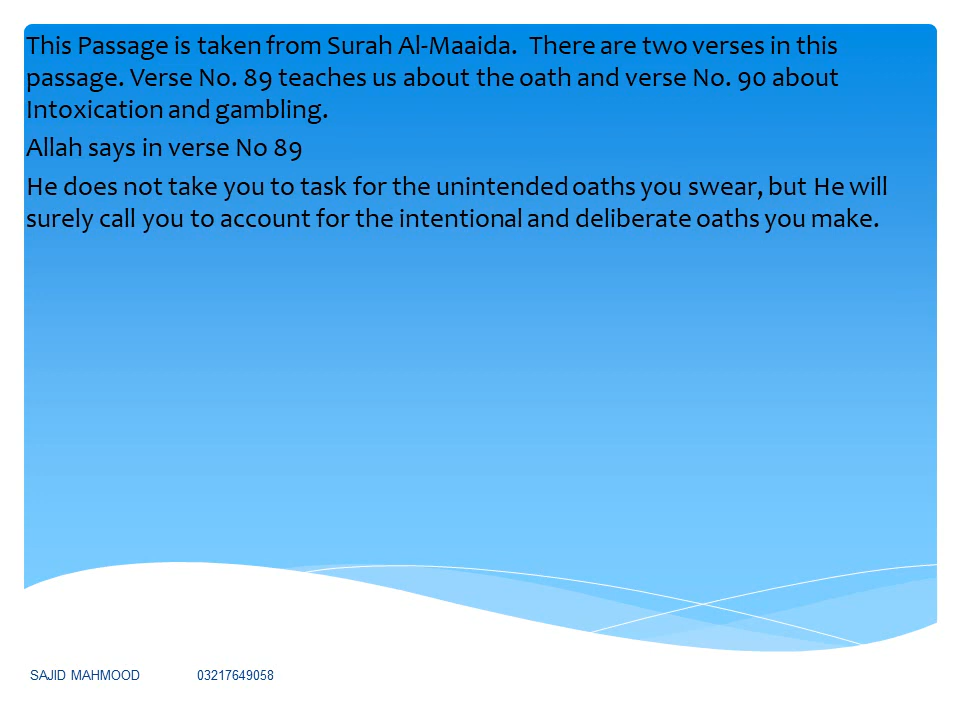 This Passage is taken from Surah Al-Maaida.  There are two verses in this
passage. Verse No. 89 teaches us about the oath and verse No. 90 about
Intoxication and gambling.
Allah says in verse No 89
He does not take you to task for the unintended oaths you swear, but He will
surely call you to account for the intentional and deliberate oaths you make.
SAJID MAHMOOD 03217649058